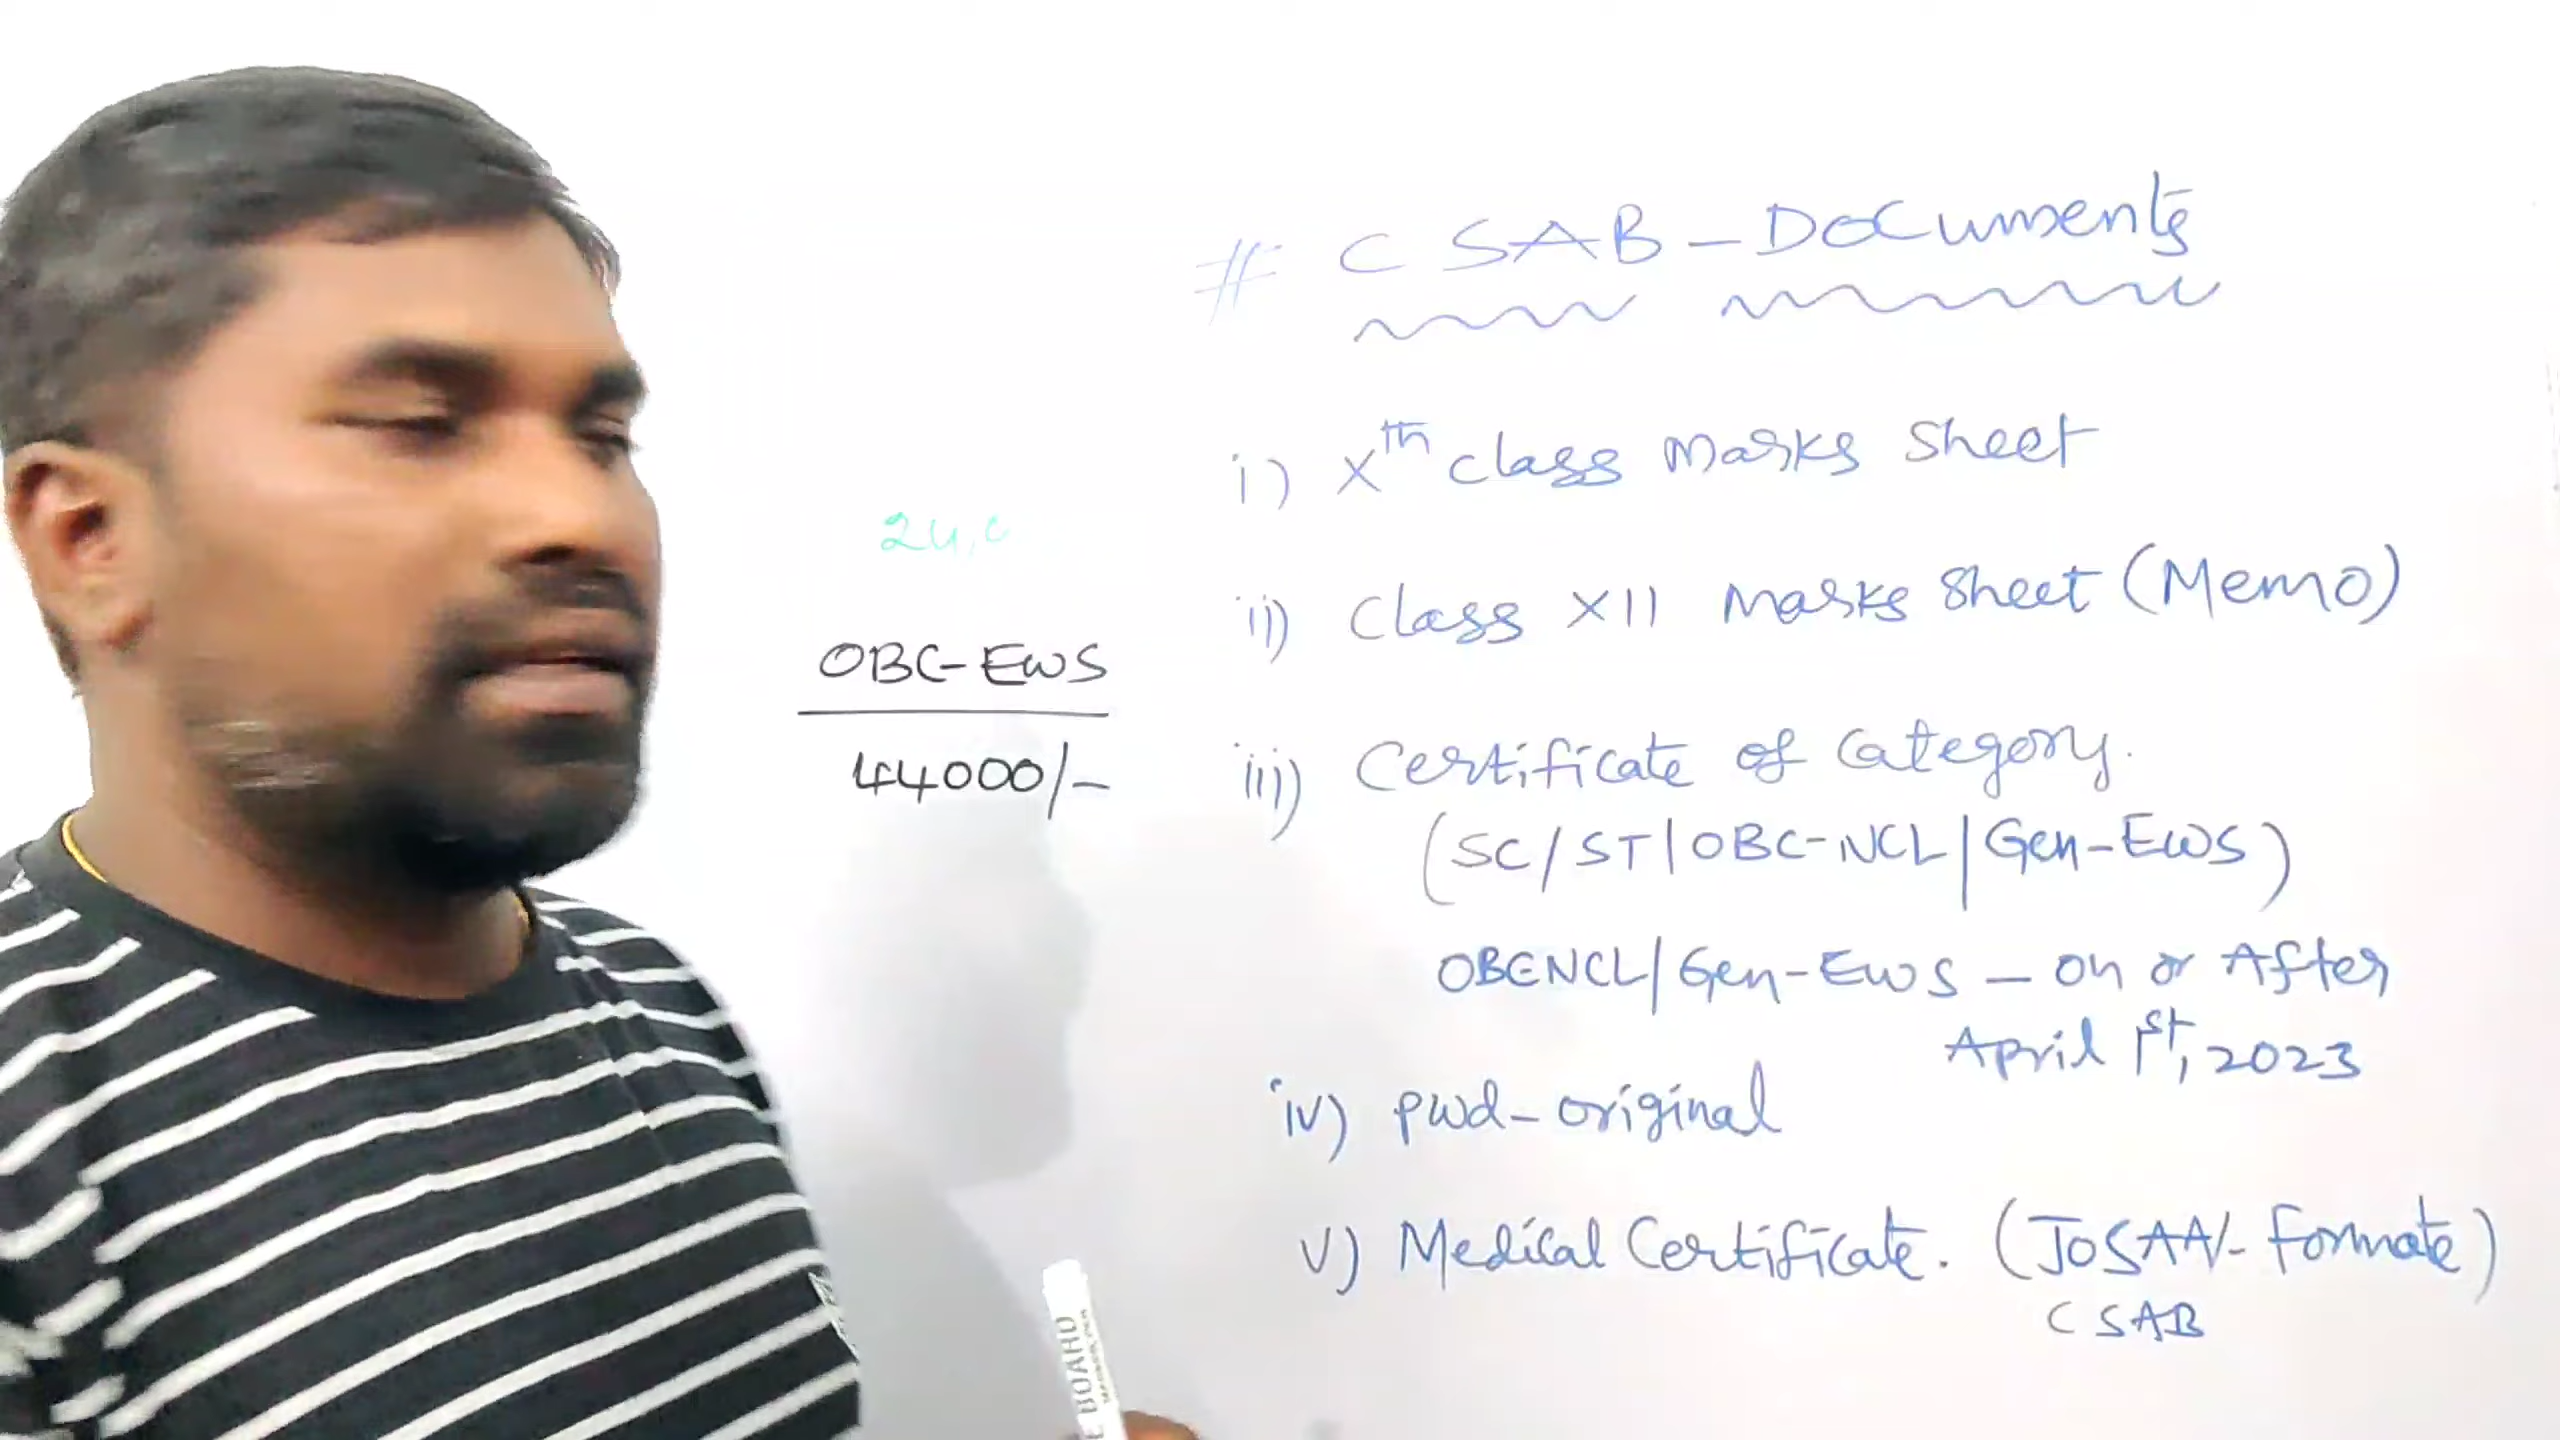 # CSAB - Documents
i) Xth class Marks Sheet
ii) Class XII Marks Sheet (Memo)
iii) Certificate of Category.
(SC/ST/OBC-NCL/Gen-EWS)
OBCNCL/Gen-EWS - on or After
April 1st, 2023
iv) pwd-original
v) Medical Certificate. (JOSAA/- Formate)
CSAB
24,0
OBC-EWS
44000/-
BOARD